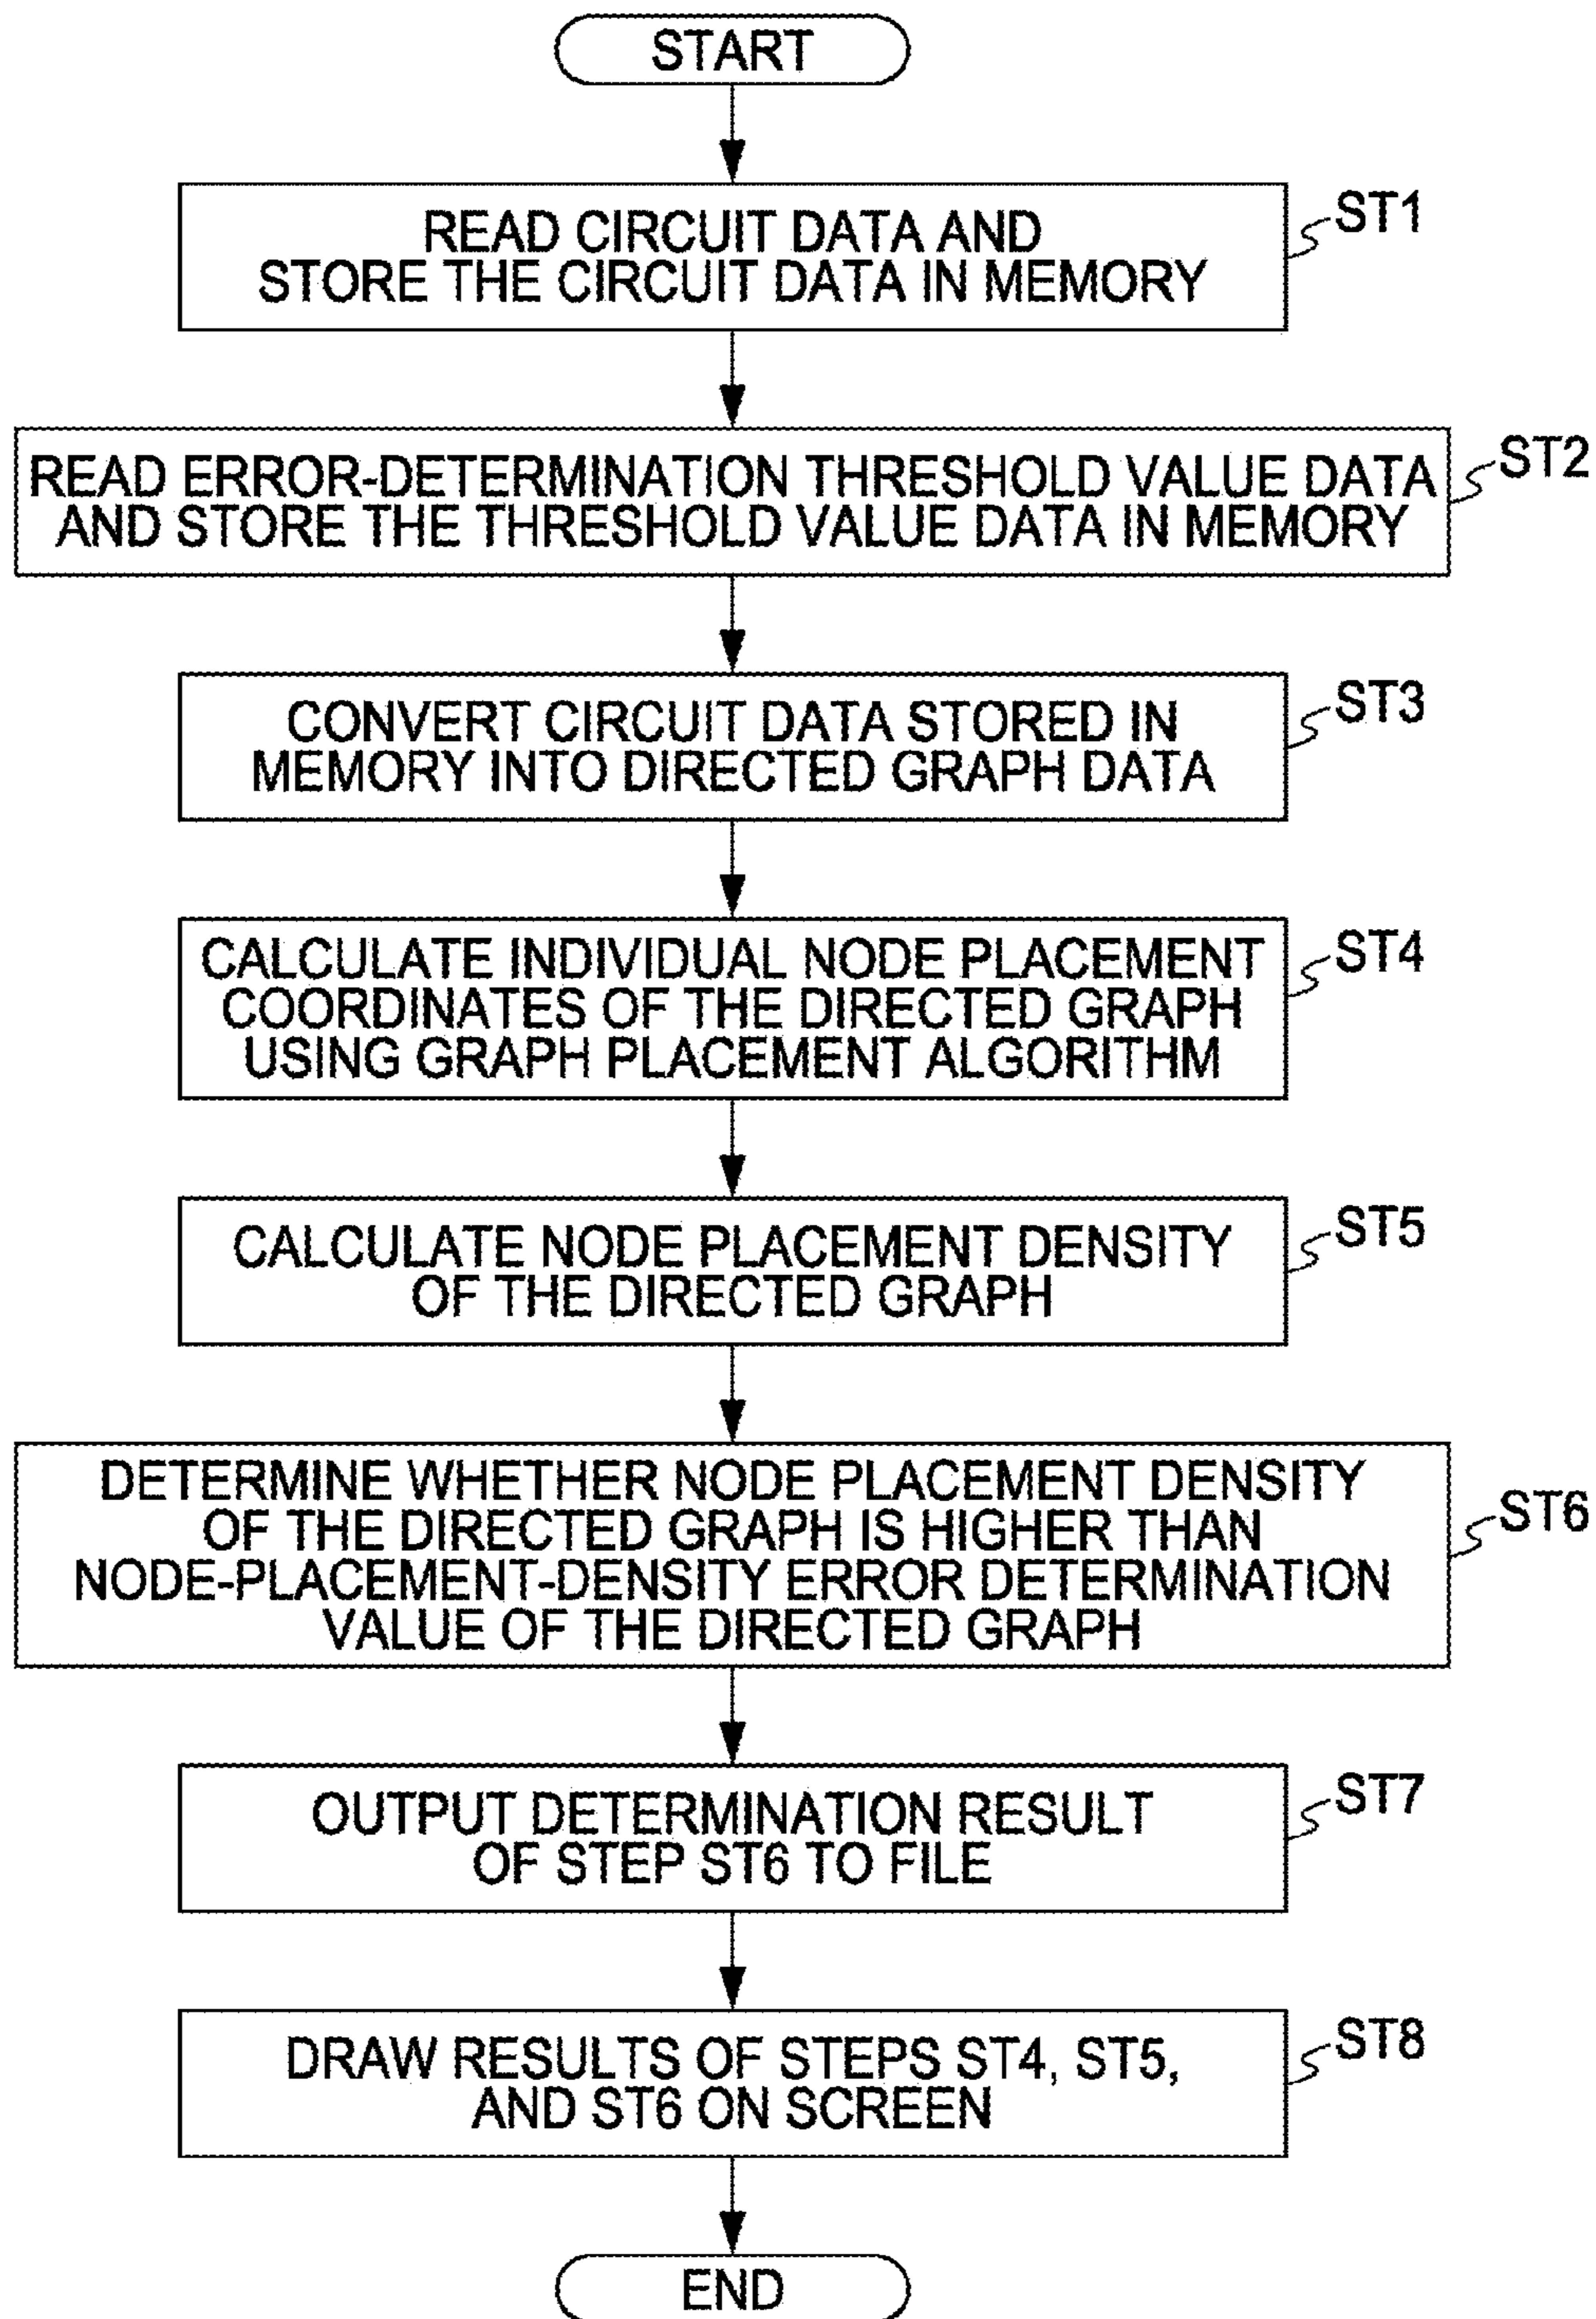 START
READ CIRCUIT DATA AND
STORE THE CIRCUIT DATA IN MEMORY
ST1
READ ERROR-DETERMINATION THRESHOLD VALUE DATA
AND STORE THE THRESHOLD VALUE DATA IN MEMORY
ST2
CONVERT CIRCUIT DATA STORED IN
MEMORY INTO DIRECTED GRAPH DATA
ST3
CALCULATE INDIVIDUAL NODE PLACEMENT
COORDINATES OF THE DIRECTED GRAPH
USING GRAPH PLACEMENT ALGORITHM
ST4
CALCULATE NODE PLACEMENT DENSITY
OF THE DIRECTED GRAPH
ST5
DETERMINE WHETHER NODE PLACEMENT DENSITY
OF THE DIRECTED GRAPH IS HIGHER THAN
NODE-PLACEMENT-DENSITY ERROR DETERMINATION
VALUE OF THE DIRECTED GRAPH
ST6
OUTPUT DETERMINATION RESULT
OF STEP ST6 TO FILE
ST7
DRAW RESULTS OF STEPS ST4, ST5,
AND ST6 ON SCREEN
ST8
END